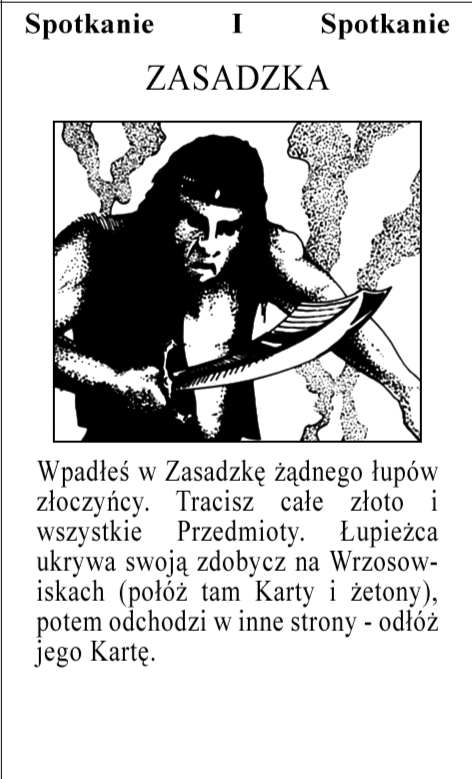 Spotkanie I Spotkanie
ZASADZKA
Wpadłeś w Zasadzkę żądnego łupów
złoczyńcy. Tracisz całe złoto i
wszystkie Przedmioty. Łupieżca
ukrywa swoją zdobycz na Wrzosow-
iskach (połóż tam Karty i żetony),
potem odchodzi w inne strony - odłóż
jego Kartę.